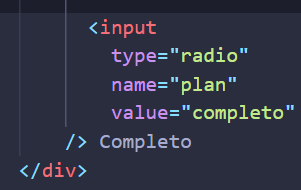 <input
type="radio"
name="plan"
value="completo"
/> Completo
</div>